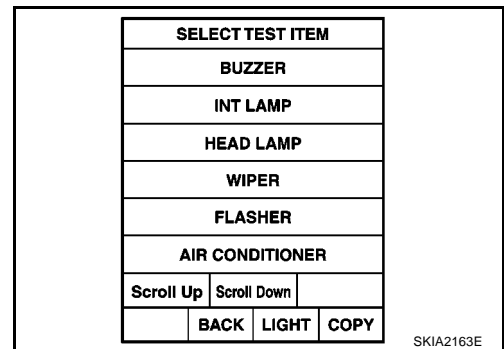 SELECT TEST ITEM
BUZZER
INT LAMP
HEAD LAMP
WIPER
FLASHER
AIR CONDITIONER
Scroll Up Scroll Down
BACK LIGHT COPY
SKIA2163E